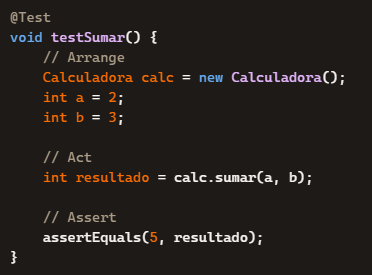 @Test
void testSumar() {
    // Arrange
    Calculadora calc = new Calculadora();
    int a = 2;
    int b = 3;

    // Act
    int resultado = calc.sumar(a, b);

    // Assert
    assertEquals(5, resultado);
}